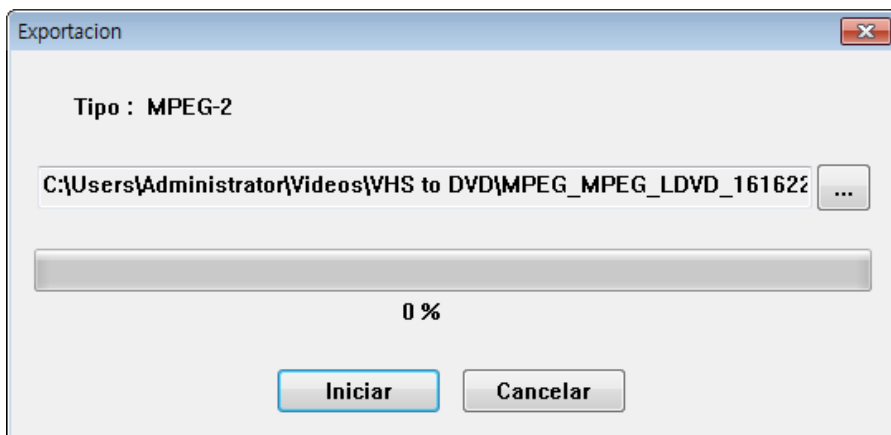 Exportacion
Tipo : MPEG-2
C:\Users\Administrator\Videos\VHS to DVD\MPEG_MPEG_LDVD_161622
...
0 %
Iniciar Cancelar